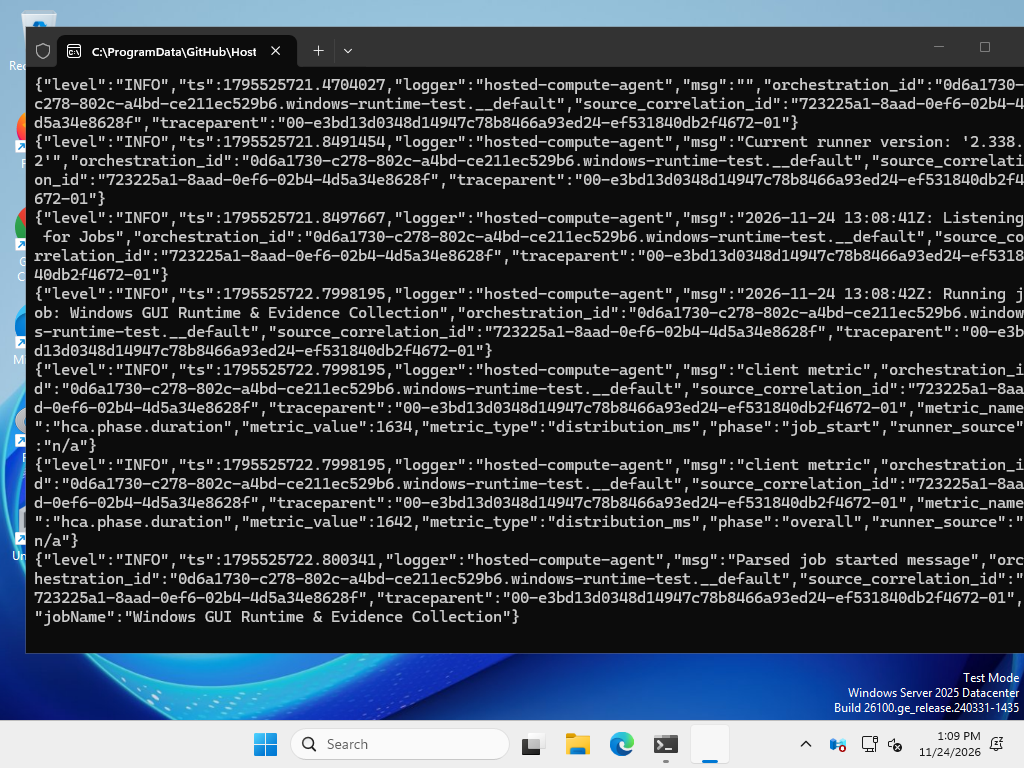 C:\ProgramData\GitHub\Host
{"level":"INFO","ts":1795525721.4704027,"logger":"hosted-compute-agent","msg":"","orchestration_id":"0d6a1730-
c278-802c-a4bd-ce211ec529b6.windows-runtime-test.__default","source_correlation_id":"723225a1-8aad-0ef6-02b4-4
d5a34e8628f","traceparent":"00-e3bd13d0348d14947c78b8466a93ed24-ef531840db2f4672-01"}
{"level":"INFO","ts":1795525721.8491454,"logger":"hosted-compute-agent","msg":"Current runner version: '2.338.
2'","orchestration_id":"0d6a1730-c278-802c-a4bd-ce211ec529b6.windows-runtime-test.__default","source_correlati
on_id":"723225a1-8aad-0ef6-02b4-4d5a34e8628f","traceparent":"00-e3bd13d0348d14947c78b8466a93ed24-ef531840db2f4
672-01"}
{"level":"INFO","ts":1795525721.8497667,"logger":"hosted-compute-agent","msg":"2026-11-24 13:08:41Z: Listening
for Jobs","orchestration_id":"0d6a1730-c278-802c-a4bd-ce211ec529b6.windows-runtime-test.__default","source_co
rrelation_id":"723225a1-8aad-0ef6-02b4-4d5a34e8628f","traceparent":"00-e3bd13d0348d14947c78b8466a93ed24-ef5318
40db2f4672-01"}
{"level":"INFO","ts":1795525722.7998195,"logger":"hosted-compute-agent","msg":"2026-11-24 13:08:42Z: Running j
ob: Windows GUI Runtime & Evidence Collection","orchestration_id":"0d6a1730-c278-802c-a4bd-ce211ec529b6.window
s-runtime-test.__default","source_correlation_id":"723225a1-8aad-0ef6-02b4-4d5a34e8628f","traceparent":"00-e3b
d13d0348d14947c78b8466a93ed24-ef531840db2f4672-01"}
{"level":"INFO","ts":1795525722.7998195,"logger":"hosted-compute-agent","msg":"client metric","orchestration_i
d":"0d6a1730-c278-802c-a4bd-ce211ec529b6.windows-runtime-test.__default","source_correlation_id":"723225a1-8aa
d-0ef6-02b4-4d5a34e8628f","traceparent":"00-e3bd13d0348d14947c78b8466a93ed24-ef531840db2f4672-01","metric_name
":"hca.phase.duration","metric_value":1634,"metric_type":"distribution_ms","phase":"job_start","runner_source"
:"n/a"}
{"level":"INFO","ts":1795525722.7998195,"logger":"hosted-compute-agent","msg":"client metric","orchestration_i
d":"0d6a1730-c278-802c-a4bd-ce211ec529b6.windows-runtime-test.__default","source_correlation_id":"723225a1-8aa
d-0ef6-02b4-4d5a34e8628f","traceparent":"00-e3bd13d0348d14947c78b8466a93ed24-ef531840db2f4672-01","metric_name
":"hca.phase.duration","metric_value":1642,"metric_type":"distribution_ms","phase":"overall","runner_source":"
n/a"}
{"level":"INFO","ts":1795525722.800341,"logger":"hosted-compute-agent","msg":"Parsed job started message","orc
hestration_id":"0d6a1730-c278-802c-a4bd-ce211ec529b6.windows-runtime-test.__default","source_correlation_id":"
723225a1-8aad-0ef6-02b4-4d5a34e8628f","traceparent":"00-e3bd13d0348d14947c78b8466a93ed24-ef531840db2f4672-01",
"jobName":"Windows GUI Runtime & Evidence Collection"}
Test Mode
Windows Server 2025 Datacenter
Build 26100.ge_release.240331-1435
Search
1:09 PM
11/24/2026